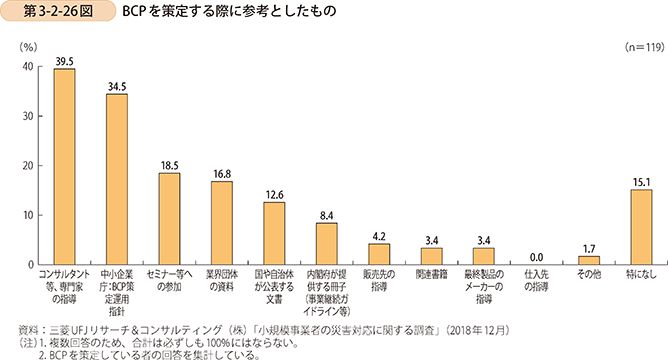 第3-2-26図 BCPを策定する際に参考としたもの
(%)
(n=119)
40
30
20
10
0
39.5
34.5
18.5
16.8
12.6
8.4
4.2
3.4
3.4
0.0
1.7
15.1
コンサルタント
等、専門家
の指導
中小企業
庁:BCP策
定運用
指針
セミナー等へ
の参加
業界団体
の資料
国や自治体
が公表する
文書
内閣府が提
供する冊子
(事業継続ガ
イドライン等)
販売先の
指導
関連書籍
最終製品の
メーカーの
指導
仕入先
の指導
その他
特になし
資料:三菱UFJリサーチ&コンサルティング(株)「小規模事業者の災害対応に関する調査」(2018年12月)
(注)1. 複数回答のため、合計は必ずしも100%にはならない。
2. BCPを策定している者の回答を集計している。